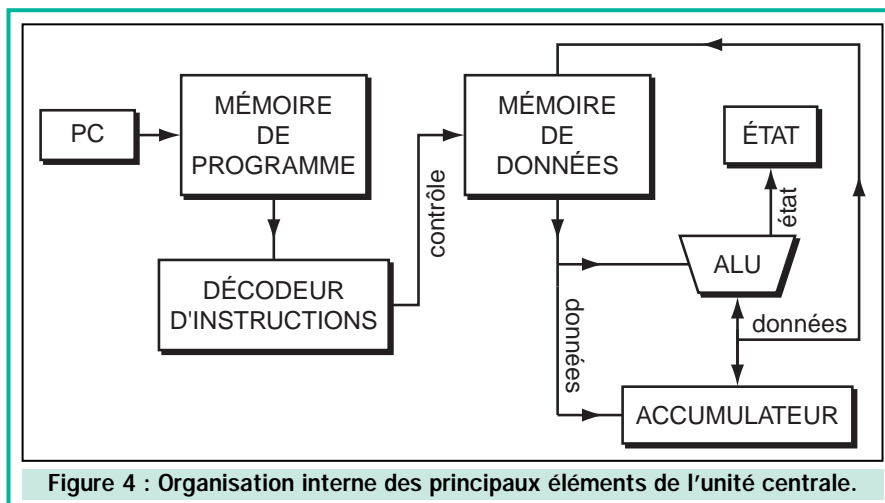 PC
MÉMOIRE
DE
PROGRAMME
DÉCODEUR
D'INSTRUCTIONS
contrôle
MÉMOIRE
DE
DONNÉES
ÉTAT
état
ALU
données
données
ACCUMULATEUR
Figure 4 : Organisation interne des principaux éléments de l'unité centrale.